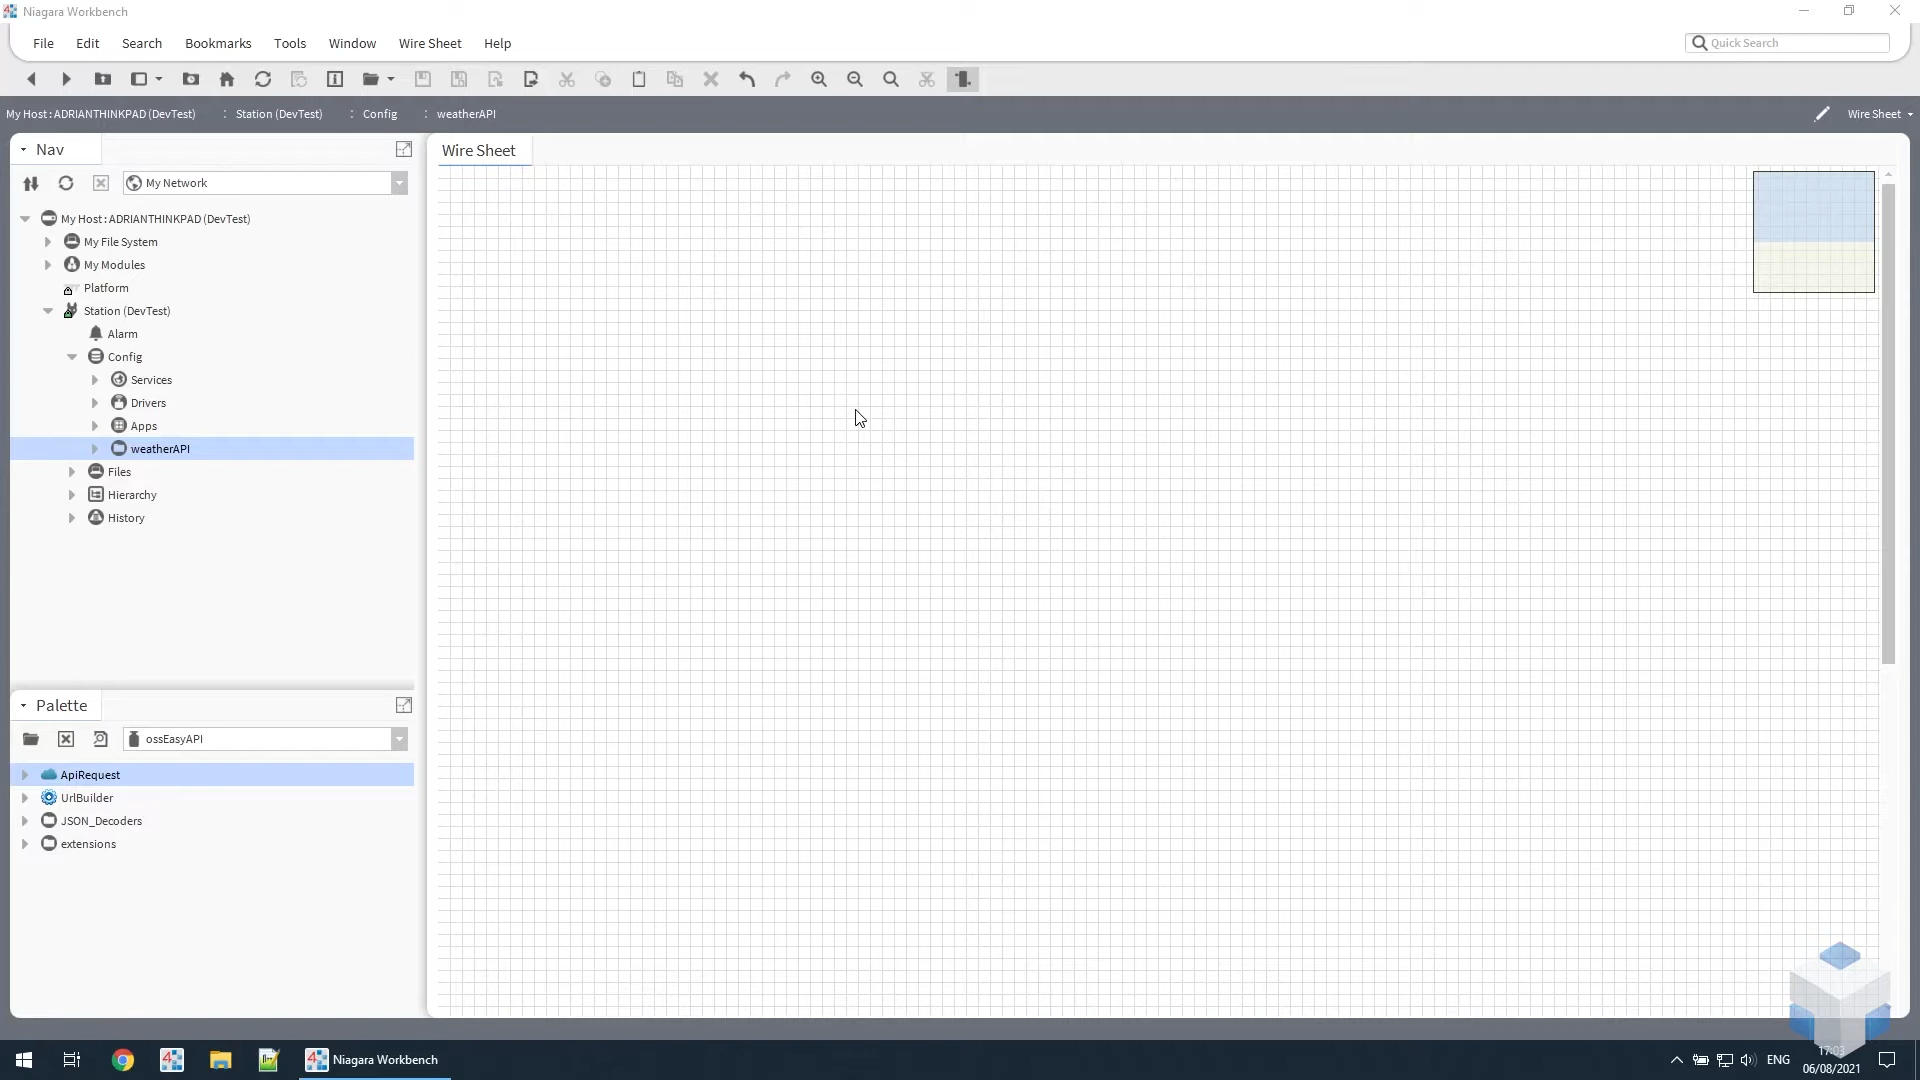 Niagara Workbench
File Edit Search Bookmarks Tools Window Wire Sheet Help
Quick Search
My Host : ADRIANTHINKPAD (DevTest) : Station (DevTest) : Config : weatherAPI
Wire Sheet
Nav
My Network
My Host : ADRIANTHINKPAD (DevTest)
My File System
My Modules
Platform
Station (DevTest)
Alarm
Config
Services
Drivers
Apps
weatherAPI
Files
Hierarchy
History
Palette
ossEasyAPI
ApiRequest
UrlBuilder
JSON_Decoders
extensions
Wire Sheet
Niagara Workbench
ENG
17:03
06/08/2021